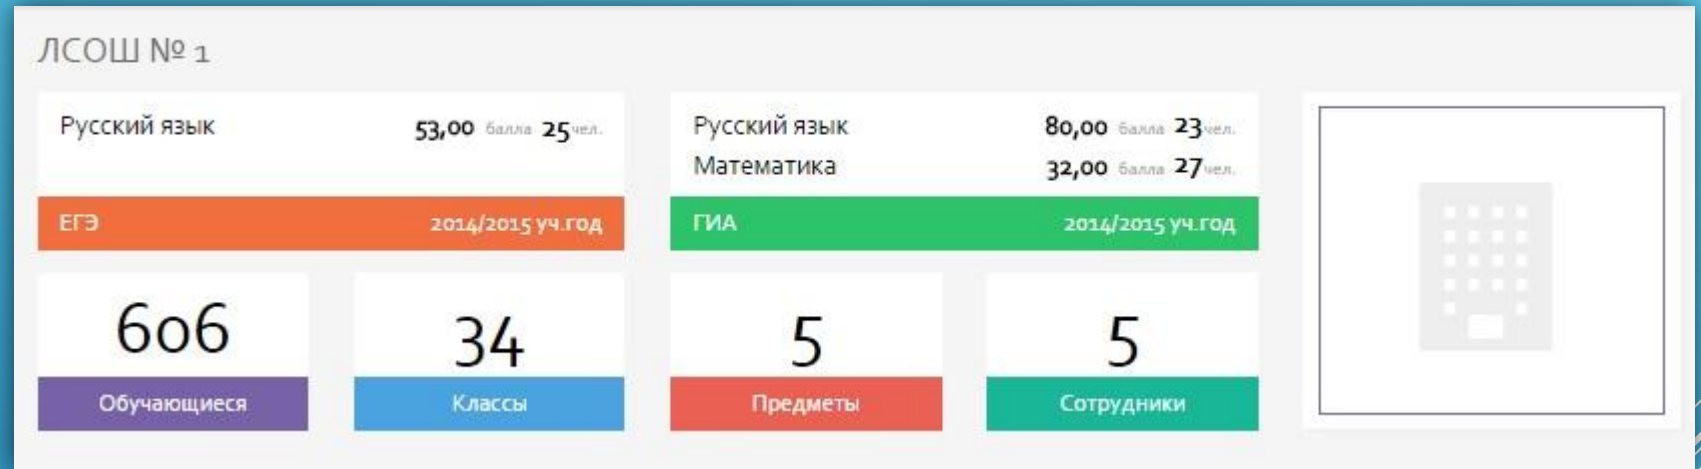 ЛСОШ № 1
Русский язык 53,00 балла 25 чел.
ЕГЭ 2014/2015 уч.год
Русский язык 80,00 балла 23 чел.
Математика 32,00 балла 27 чел.
ГИА 2014/2015 уч.год
606
Обучающиеся
34
Классы
5
Предметы
5
Сотрудники